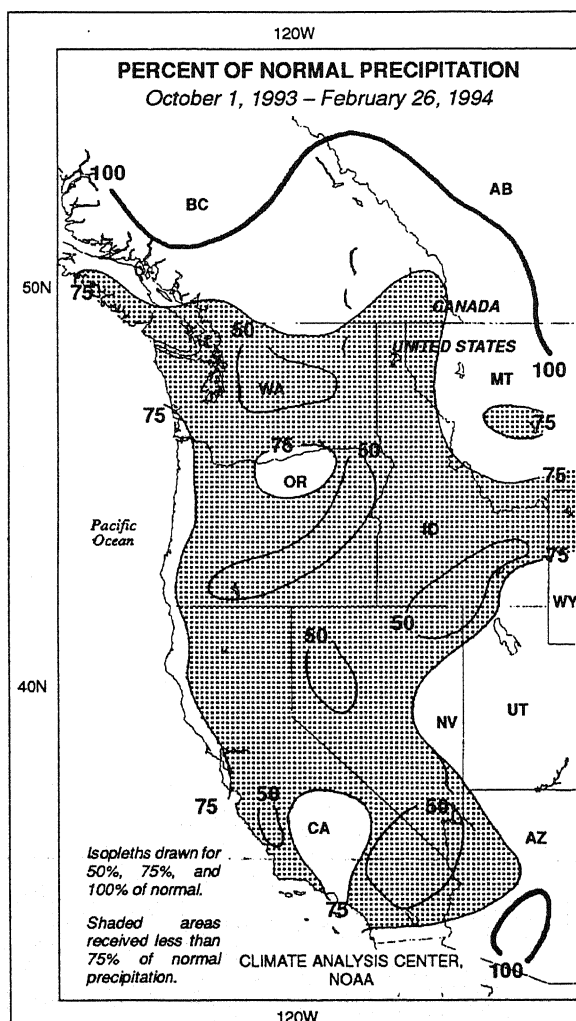 120W
PERCENT OF NORMAL PRECIPITATION
October 1, 1993 – February 26, 1994
100
BC
AB
50N
75
CANADA
50
UNITED STATES
WA
MT
100
75
75
75
50
75
OR
Pacific
Ocean
ID
75
WY
50
50
40N
NV
UT
75
50
50
CA
AZ
Isopleths drawn for
50%, 75%, and
100% of normal.
75
Shaded areas
received less than
75% of normal
precipitation.
CLIMATE ANALYSIS CENTER,
NOAA
100
120W